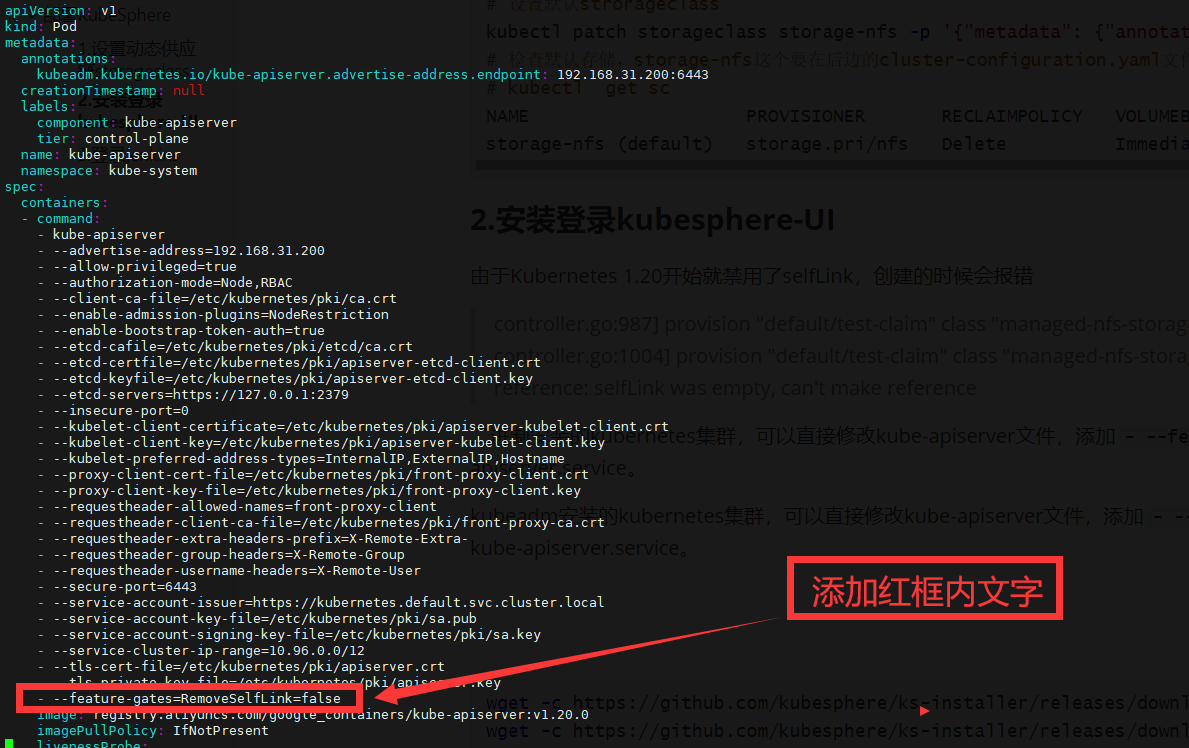 apiVersion: v1
kind: Pod
metadata:
  annotations:
    kubeadm.kubernetes.io/kube-apiserver.advertise-address.endpoint: 192.168.31.200:6443
  creationTimestamp: null
  labels:
    component: kube-apiserver
    tier: control-plane
  name: kube-apiserver
  namespace: kube-system
spec:
  containers:
  - command:
    - kube-apiserver
    - --advertise-address=192.168.31.200
    - --allow-privileged=true
    - --authorization-mode=Node,RBAC
    - --client-ca-file=/etc/kubernetes/pki/ca.crt
    - --enable-admission-plugins=NodeRestriction
    - --enable-bootstrap-token-auth=true
    - --etcd-cafile=/etc/kubernetes/pki/etcd/ca.crt
    - --etcd-certfile=/etc/kubernetes/pki/apiserver-etcd-client.crt
    - --etcd-keyfile=/etc/kubernetes/pki/apiserver-etcd-client.key
    - --etcd-servers=https://127.0.0.1:2379
    - --insecure-port=0
    - --kubelet-client-certificate=/etc/kubernetes/pki/apiserver-kubelet-client.crt
    - --kubelet-client-key=/etc/kubernetes/pki/apiserver-kubelet-client.key
    - --kubelet-preferred-address-types=InternalIP,ExternalIP,Hostname
    - --proxy-client-cert-file=/etc/kubernetes/pki/front-proxy-client.crt
    - --proxy-client-key-file=/etc/kubernetes/pki/front-proxy-client.key
    - --requestheader-allowed-names=front-proxy-client
    - --requestheader-client-ca-file=/etc/kubernetes/pki/front-proxy-ca.crt
    - --requestheader-extra-headers-prefix=X-Remote-Extra-
    - --requestheader-group-headers=X-Remote-Group
    - --requestheader-username-headers=X-Remote-User
    - --secure-port=6443
    - --service-account-issuer=https://kubernetes.default.svc.cluster.local
    - --service-account-key-file=/etc/kubernetes/pki/sa.pub
    - --service-account-signing-key-file=/etc/kubernetes/pki/sa.key
    - --service-cluster-ip-range=10.96.0.0/12
    - --tls-cert-file=/etc/kubernetes/pki/apiserver.crt
    - --tls-private-key-file=/etc/kubernetes/pki/apiserver.key
    - --feature-gates=RemoveSelfLink=false
    image: registry.aliyuncs.com/google_containers/kube-apiserver:v1.20.0
    imagePullPolicy: IfNotPresent
    livenessProbe:
添加红框内文字
KubeSphere
1.设置动态供应
2.安装登录
# 设置默认strorageclass
kubectl patch storageclass storage-nfs -p '{"metadata": {"annotat
# 检查默认存储，storage-nfs这个要在后边的cluster-configuration.yaml文件
# kubectl  get sc
NAME PROVISIONER RECLAIMPOLICY VOLUMEB
storage-nfs (default) storage.pri/nfs Delete Immedia
2.安装登录kubesphere-UI
由于Kubernetes 1.20开始就禁用了selfLink，创建的时候会报错
controller.go:987] provision "default/test-claim" class "managed-nfs-storag
controller.go:1004] provision "default/test-claim" class "managed-nfs-stora
reference: selfLink was empty, can't make reference
kubernetes集群，可以直接修改kube-apiserver文件，添加 - --fe
service。
kubeadm安装的kubernetes集群，可以直接修改kube-apiserver文件，添加 - --
kube-apiserver.service。
wget -c https://github.com/kubesphere/ks-installer/releases/downl
wget -c https://github.com/kubesphere/ks-installer/releases/downl